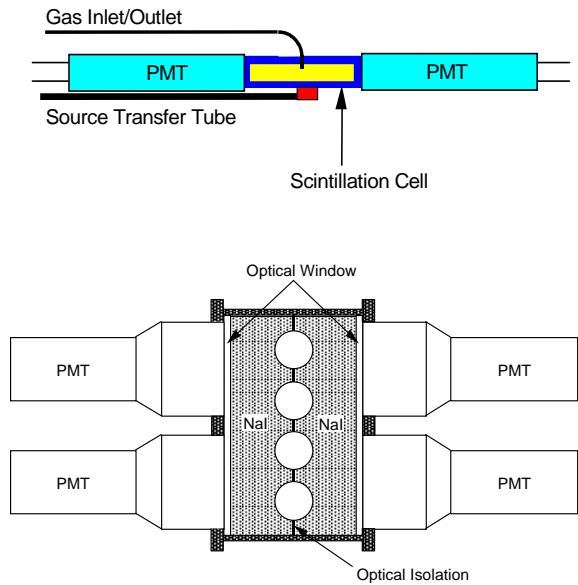 Gas Inlet/Outlet
PMT
PMT
Source Transfer Tube
Scintillation Cell
Optical Window
PMT
PMT
NaI
NaI
PMT
PMT
Optical Isolation